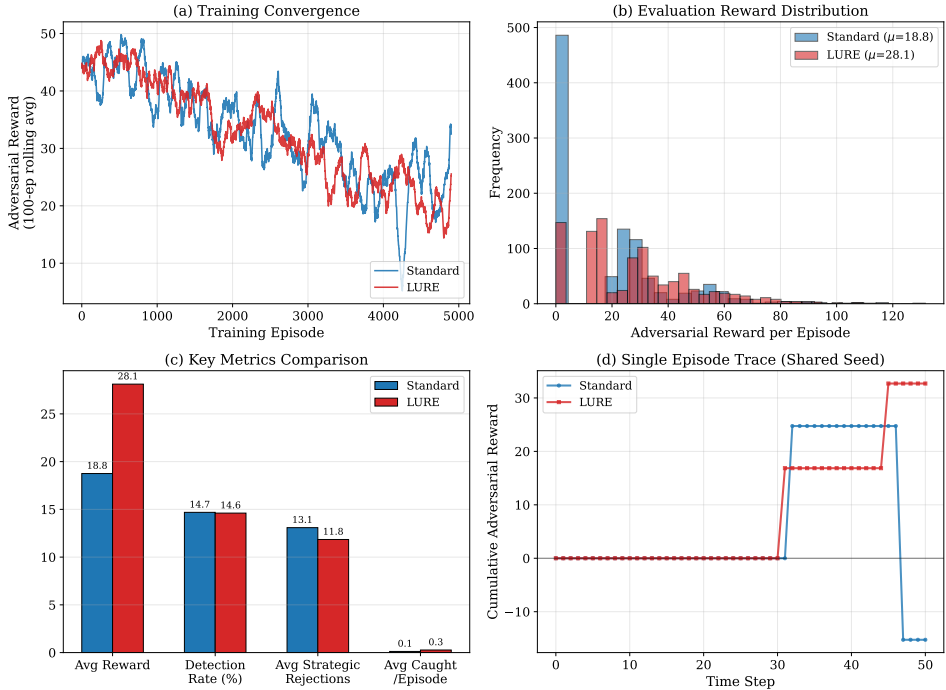 (a) Training Convergence
50
40
30
20
10
0
1000
2000
3000
4000
5000
Adversarial Reward
(100-ep rolling avg)
Training Episode
Standard
LURE
(b) Evaluation Reward Distribution
500
400
300
200
100
0
0
20
40
60
80
100
120
Frequency
Adversarial Reward per Episode
Standard (μ=18.8)
LURE (μ=28.1)
(c) Key Metrics Comparison
25
20
15
10
5
0
18.8
28.1
14.7
14.6
13.1
11.8
0.1
0.3
Avg Reward
Detection
Rate (%)
Avg Strategic
Rejections
Avg Caught
/Episode
Standard
LURE
(d) Single Episode Trace (Shared Seed)
30
20
10
0
−10
0
10
20
30
40
50
Cumulative Adversarial Reward
Time Step
Standard
LURE